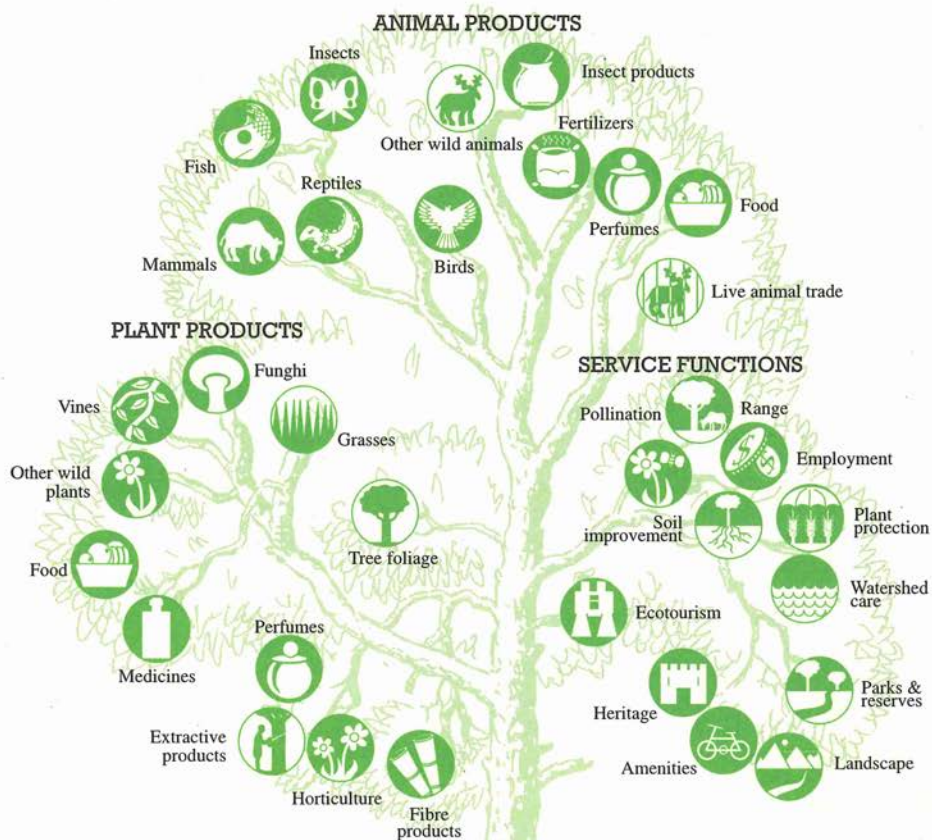 ANIMAL PRODUCTS
Insects
Insect products
Other wild animals
Fertilizers
Fish
Reptiles
Perfumes
Food
Mammals
Birds
Live animal trade
PLANT PRODUCTS
Funghi
Vines
Grasses
Other wild
plants
Tree foliage
Food
Medicines
Perfumes
Extractive
products
Horticulture
Fibre
products
SERVICE FUNCTIONS
Pollination
Range
Employment
Soil
improvement
Plant
protection
Watershed
care
Ecotourism
Heritage
Parks &
reserves
Amenities
Landscape